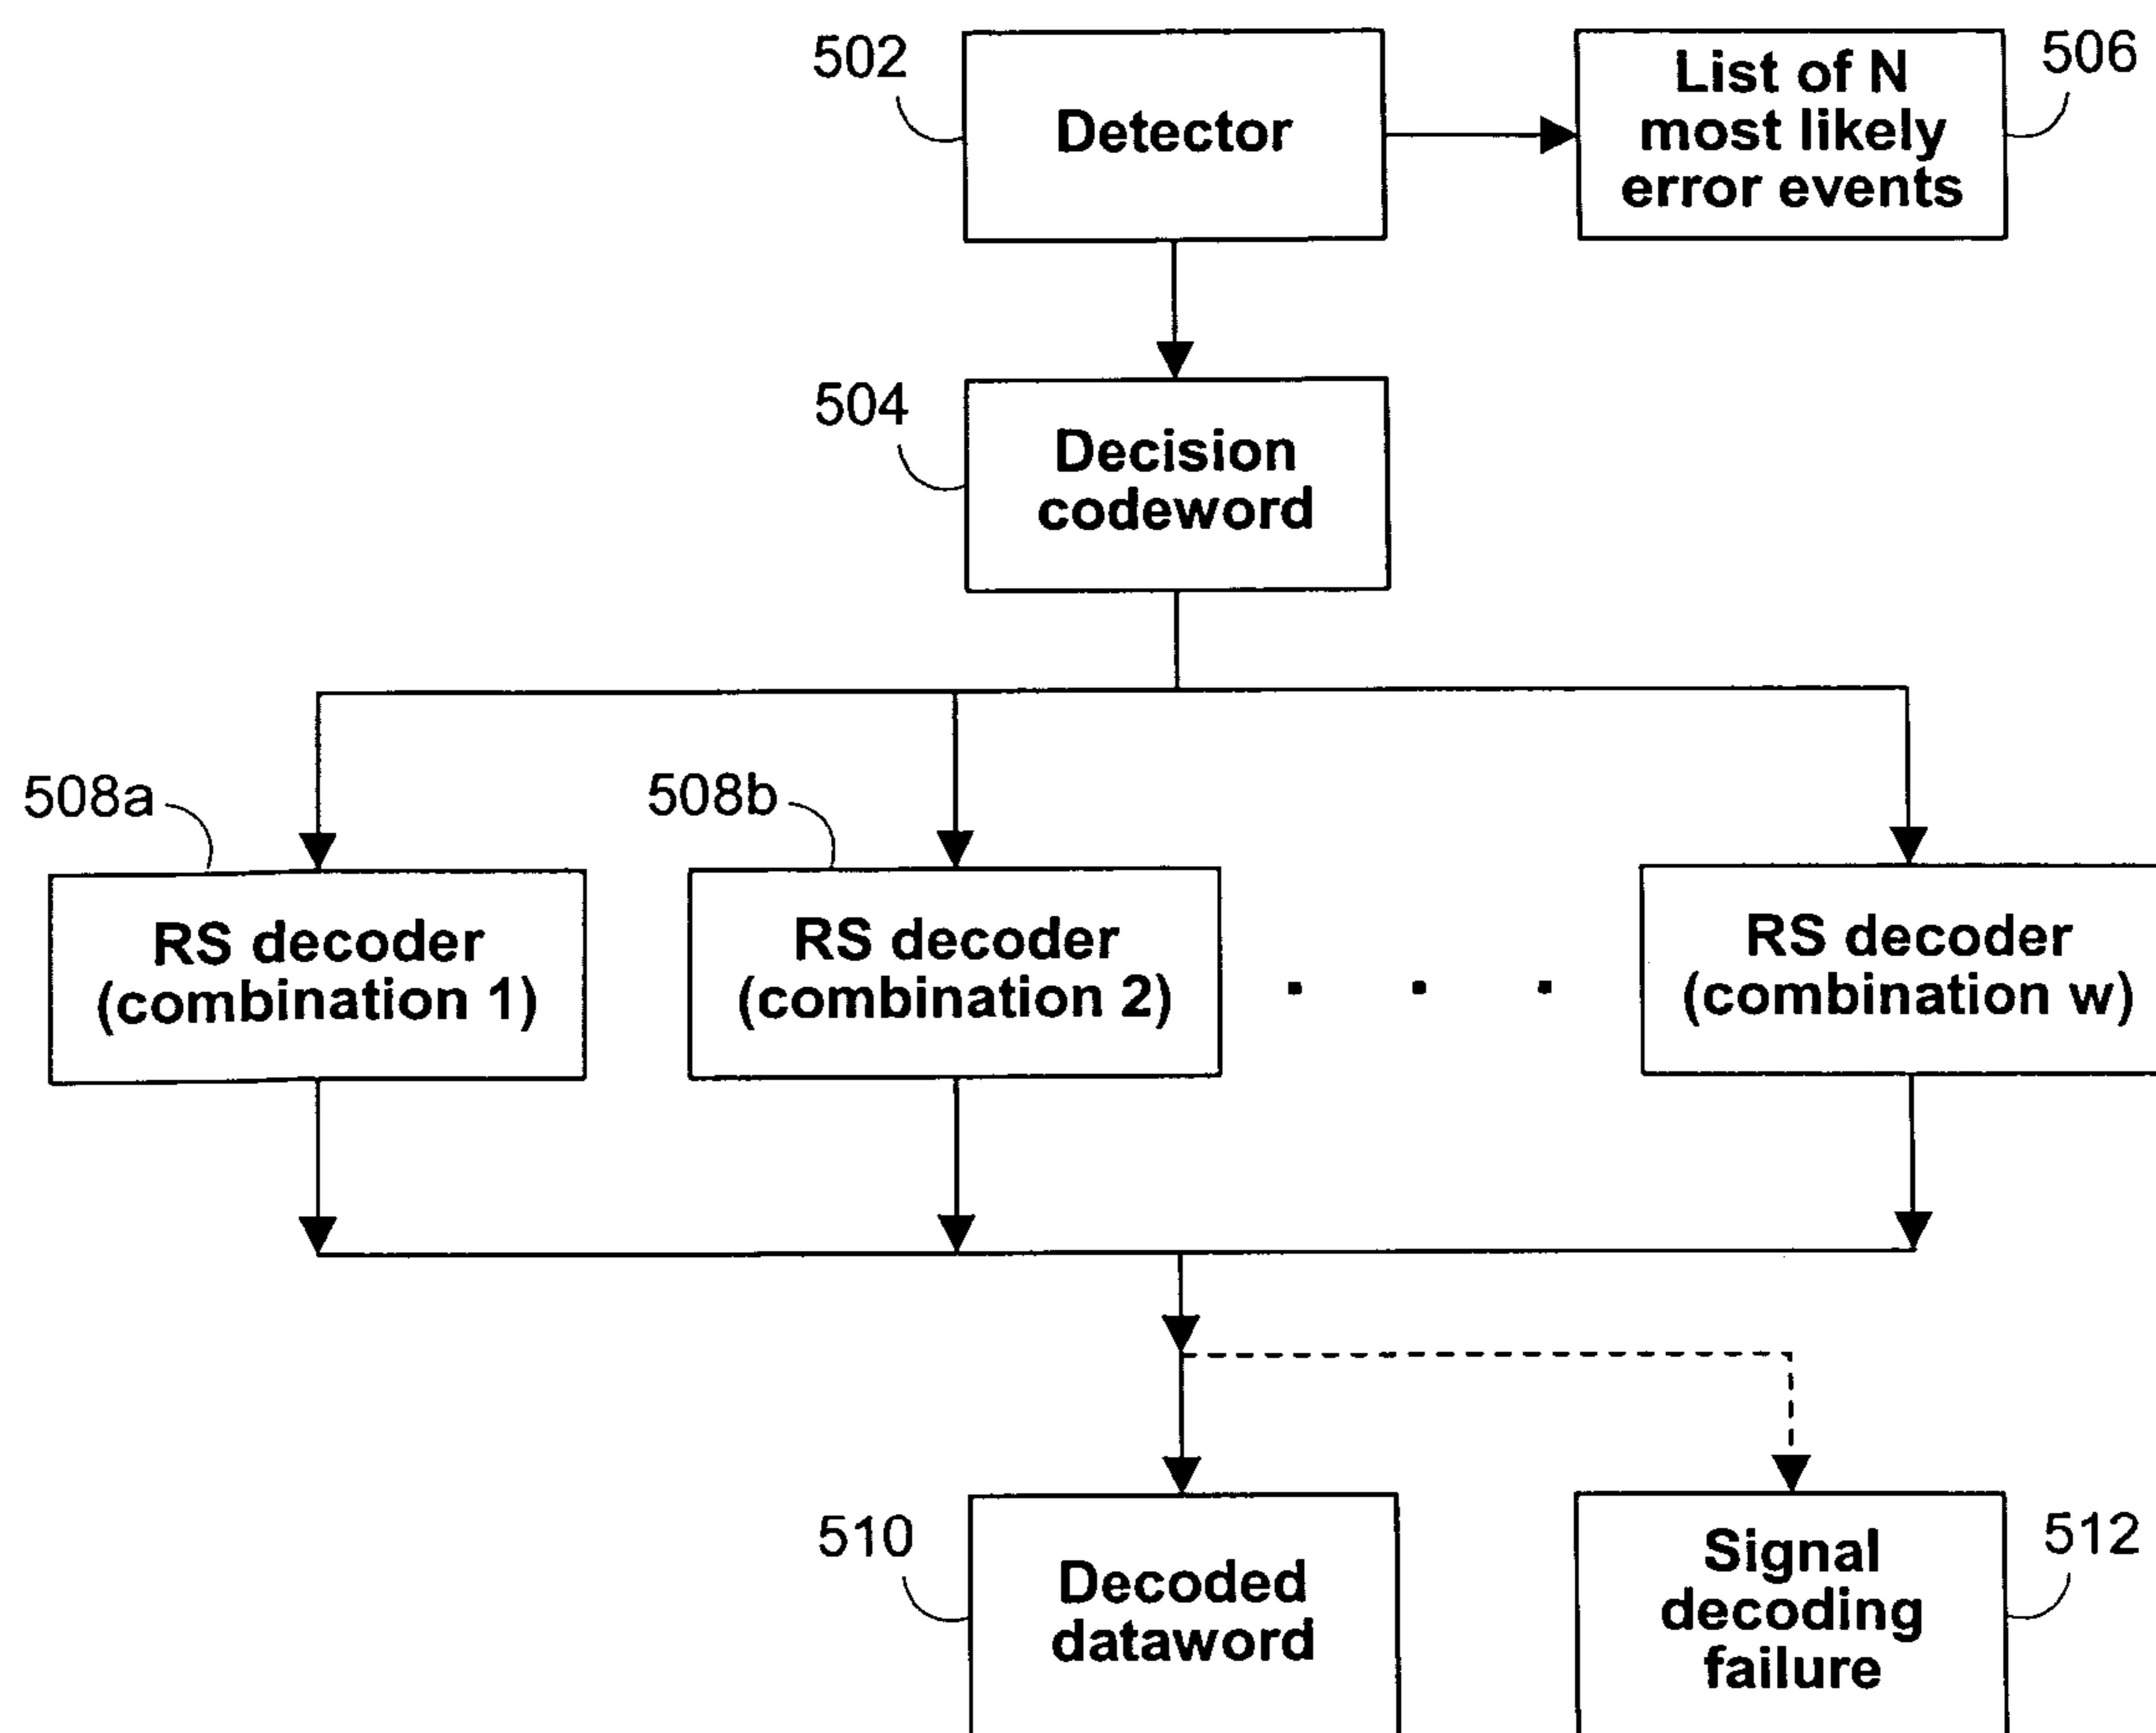 502
Detector
List of N
most likely
error events
506
504
Decision
codeword
508a
508b
RS decoder
(combination 1)
RS decoder
(combination 2)
. . .
RS decoder
(combination w)
510
Decoded
dataword
Signal
decoding
failure
512